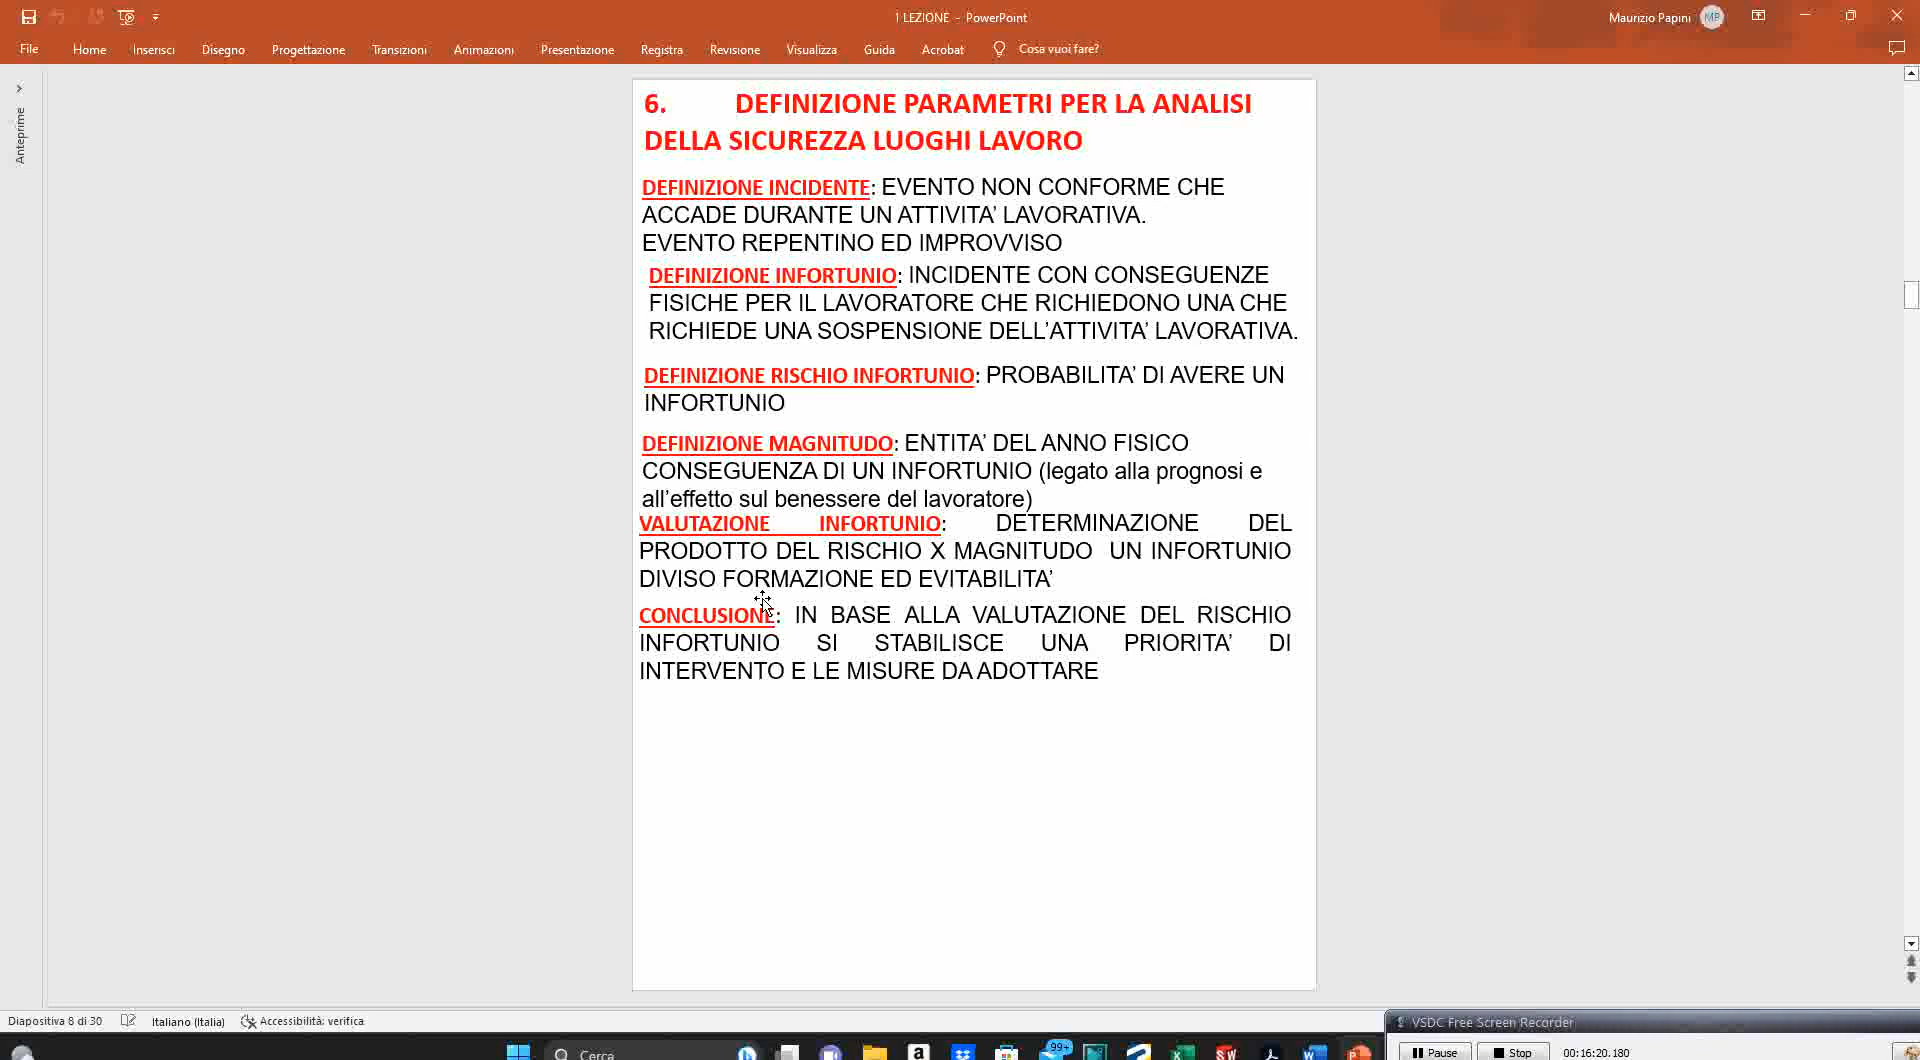 1 LEZIONE - PowerPoint
Maurizio Papini MP
File Home Inserisci Disegno Progettazione Transizioni Animazioni Presentazione Registra Revisione Visualizza Guida Acrobat Cosa vuoi fare?
Anteprime
6. DEFINIZIONE PARAMETRI PER LA ANALISI
DELLA SICUREZZA LUOGHI LAVORO
DEFINIZIONE INCIDENTE: EVENTO NON CONFORME CHE
ACCADE DURANTE UN ATTIVITA’ LAVORATIVA.
EVENTO REPENTINO ED IMPROVVISO
DEFINIZIONE INFORTUNIO: INCIDENTE CON CONSEGUENZE
FISICHE PER IL LAVORATORE CHE RICHIEDONO UNA CHE
RICHIEDE UNA SOSPENSIONE DELL’ATTIVITA’ LAVORATIVA.
DEFINIZIONE RISCHIO INFORTUNIO: PROBABILITA’ DI AVERE UN
INFORTUNIO
DEFINIZIONE MAGNITUDO: ENTITA’ DEL ANNO FISICO
CONSEGUENZA DI UN INFORTUNIO (legato alla prognosi e
all’effetto sul benessere del lavoratore)
VALUTAZIONE INFORTUNIO: DETERMINAZIONE DEL
PRODOTTO DEL RISCHIO X MAGNITUDO UN INFORTUNIO
DIVISO FORMAZIONE ED EVITABILITA’
CONCLUSIONE: IN BASE ALLA VALUTAZIONE DEL RISCHIO
INFORTUNIO SI STABILISCE UNA PRIORITA’ DI
INTERVENTO E LE MISURE DA ADOTTARE
Diapositiva 8 di 30 Italiano (Italia) Accessibilità: verifica
VSDC Free Screen Recorder
Cerca
99+
Pause Stop 00:16:20.180